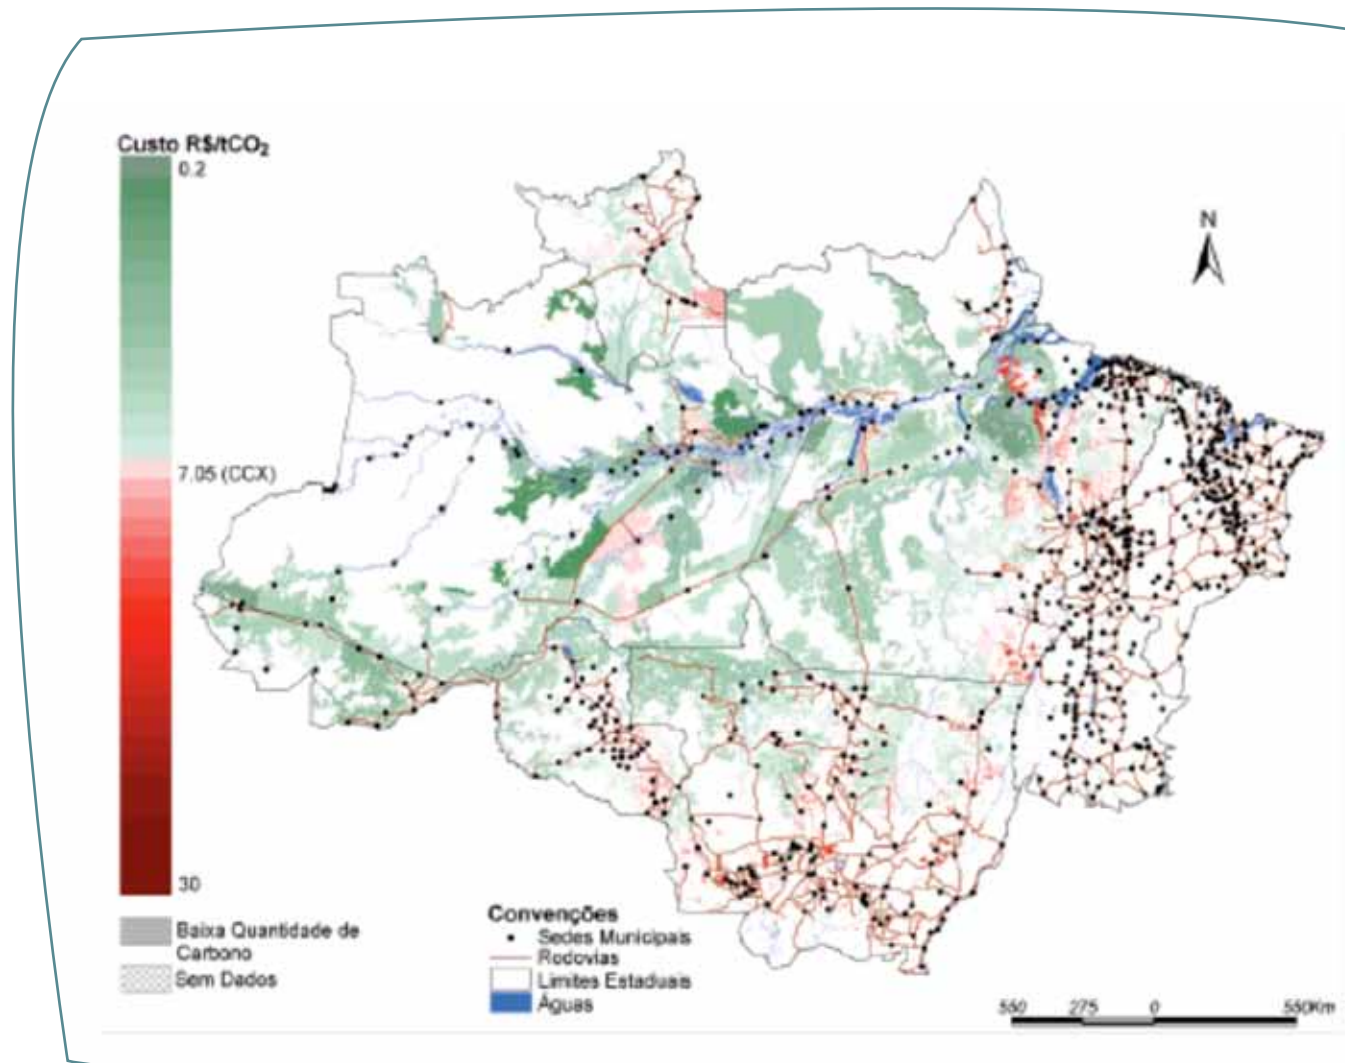 Custo R$/tCO₂
0.2
N
7.05 (CCX)
30
Baixa Quantidade de
Carbono
Sem Dados
Convenções
Sedes Municipais
Rodovias
Limites Estaduais
Águas
550 275 0 550Km